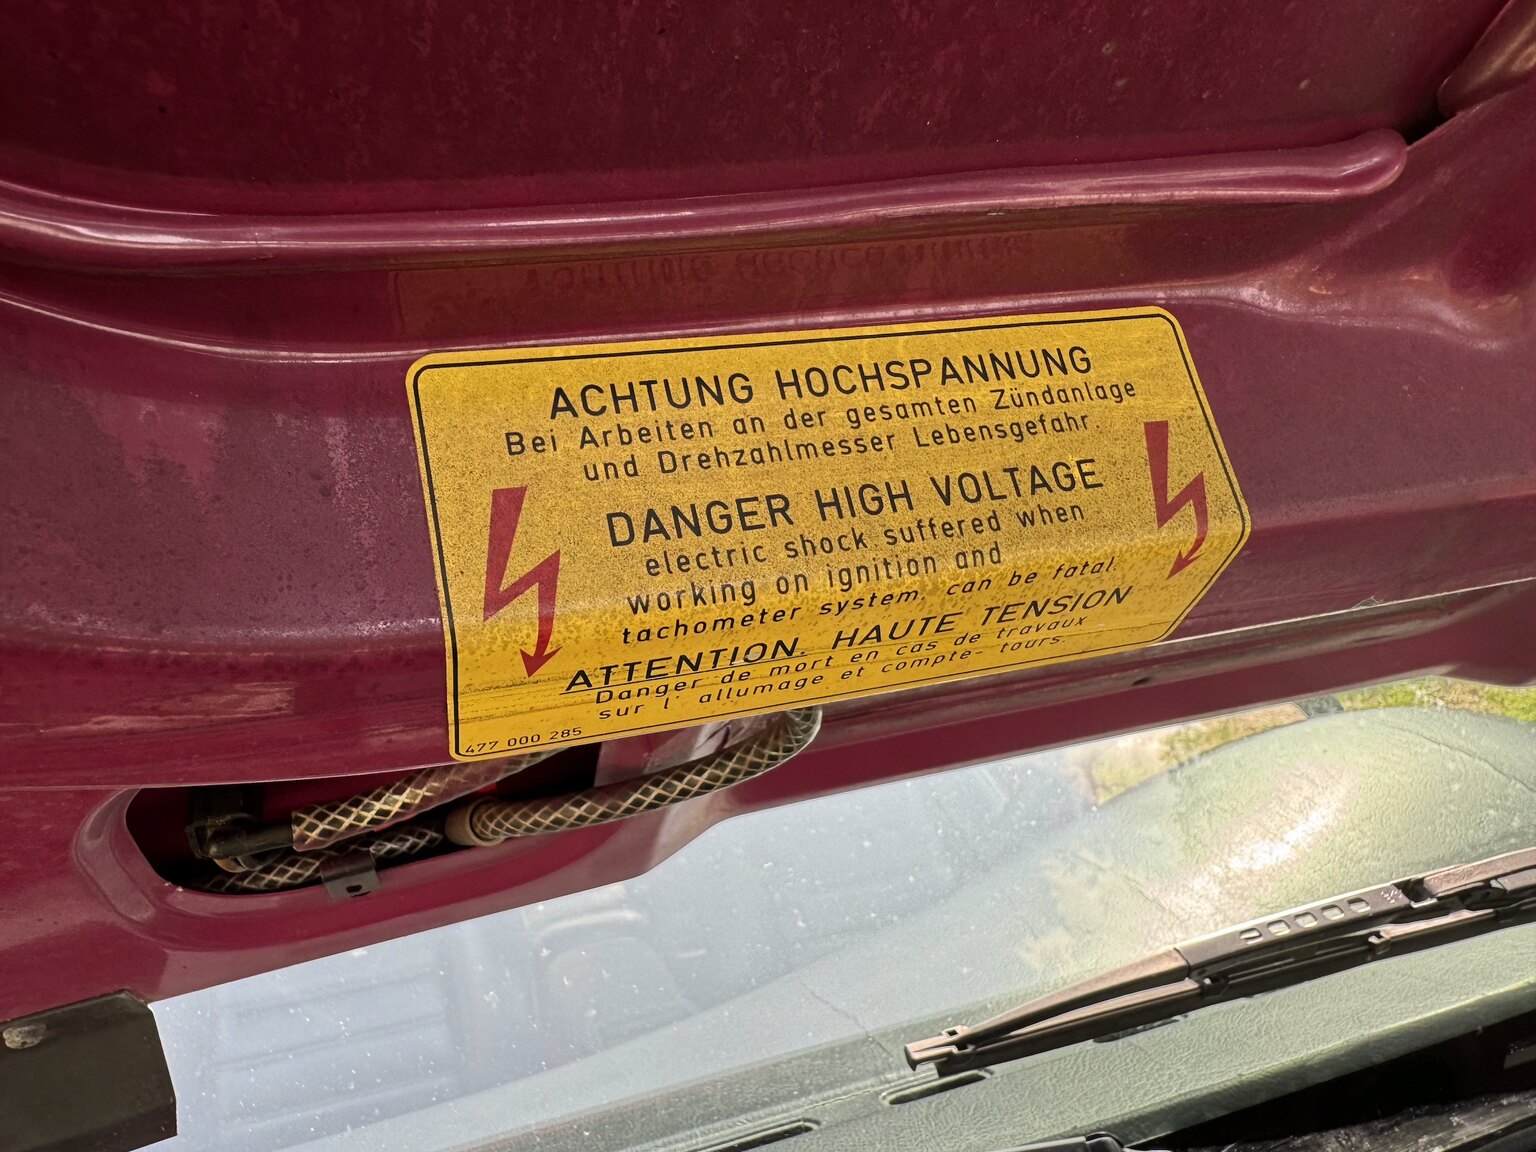 ACHTUNG HOCHSPANNUNG
Bei Arbeiten an der gesamten Zündanlage
und Drehzahlmesser Lebensgefahr.
DANGER HIGH VOLTAGE
electric shock suffered when
working on ignition and
tachometer system, can be fatal.
ATTENTION. HAUTE TENSION
Danger de mort en cas de travaux
sur l' allumage et compte- tours.
477 000 285